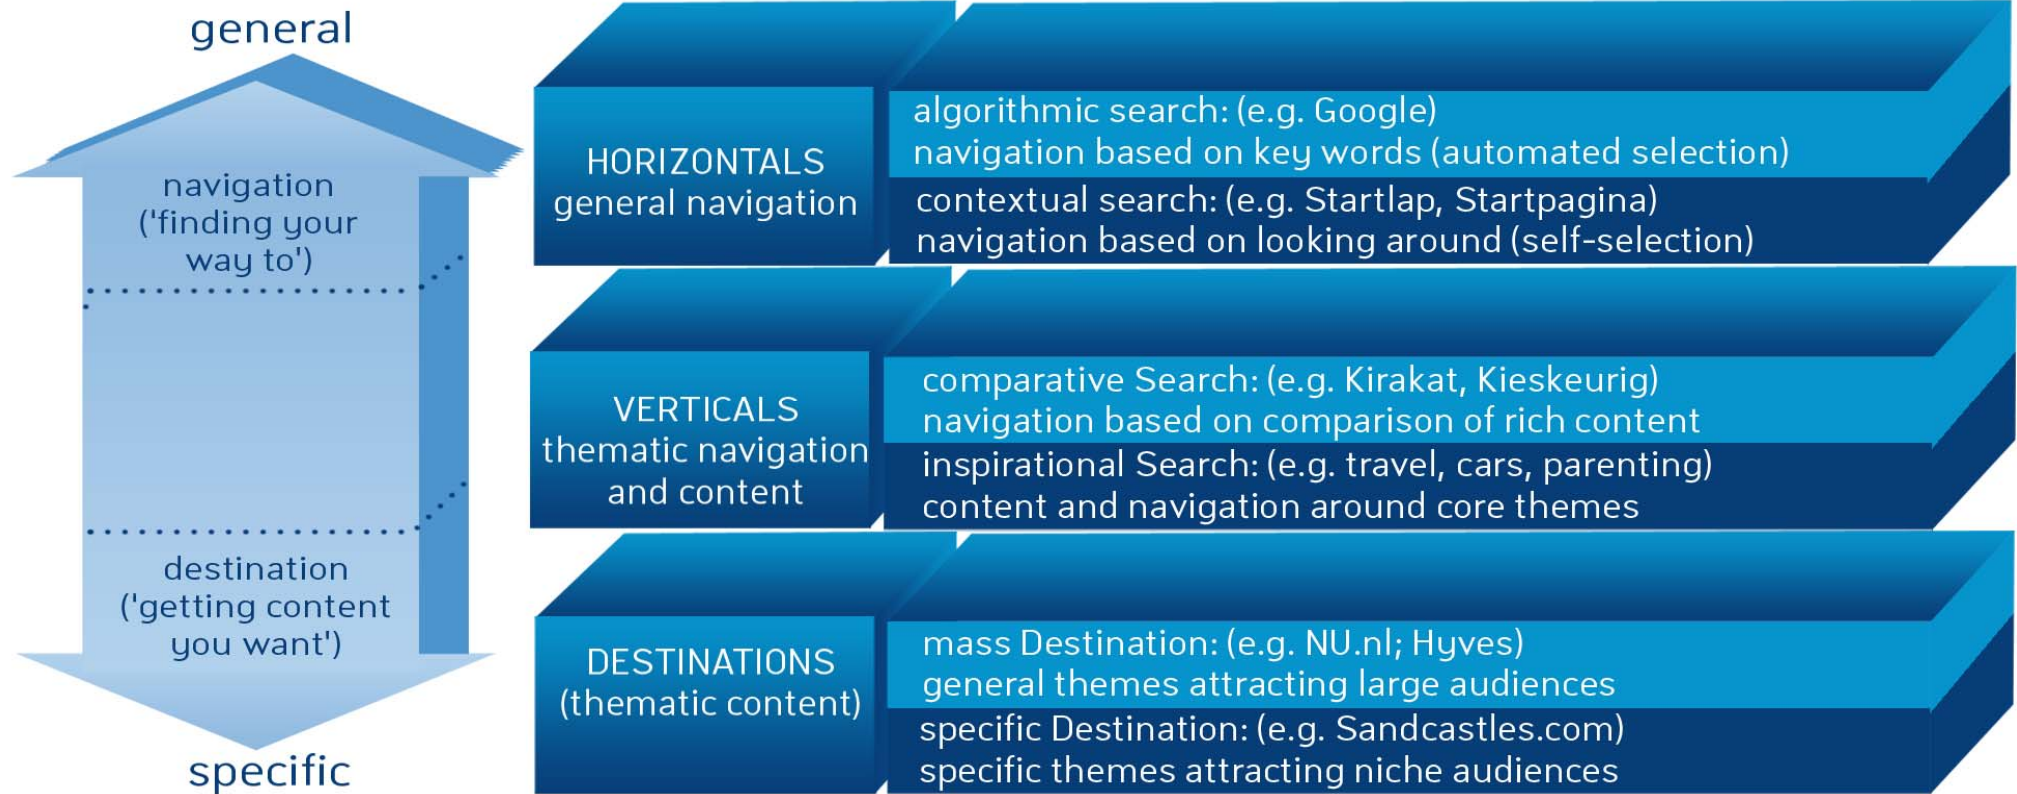 general
navigation
('finding your
way to')
destination
('getting content
you want')
specific
HORIZONTALS
general navigation
algorithmic search: (e.g. Google)
navigation based on key words (automated selection)
contextual search: (e.g. Startlap, Startpagina)
navigation based on looking around (self-selection)
VERTICALS
thematic navigation
and content
comparative Search: (e.g. Kirakat, Kieskeurig)
navigation based on comparison of rich content
inspirational Search: (e.g. travel, cars, parenting)
content and navigation around core themes
DESTINATIONS
(thematic content)
mass Destination: (e.g. NU.nl; Hyves)
general themes attracting large audiences
specific Destination: (e.g. Sandcastles.com)
specific themes attracting niche audiences